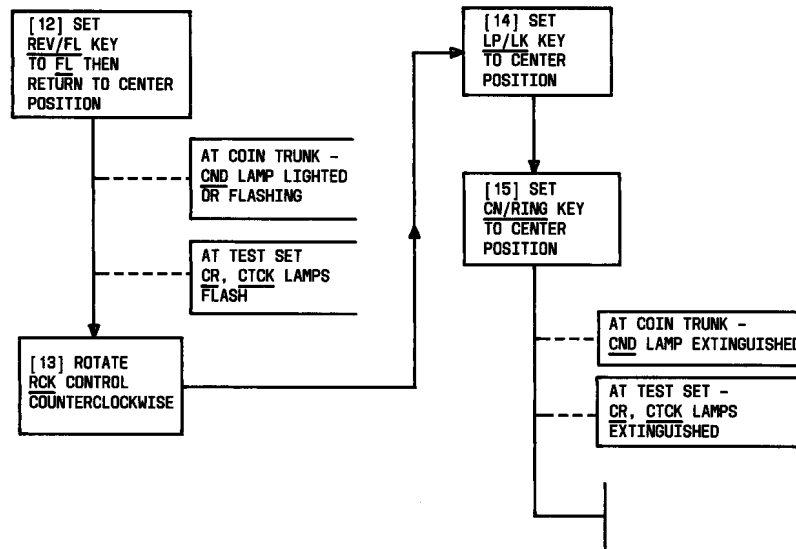 [12] SET
REV/FL KEY
TO FL THEN
RETURN TO CENTER
POSITION
AT COIN TRUNK -
CND LAMP LIGHTED
OR FLASHING
AT TEST SET
CR, CTCK LAMPS
FLASH
[13] ROTATE
RCK CONTROL
COUNTERCLOCKWISE
[14] SET
LP/LK KEY
TO CENTER
POSITION
[15] SET
CN/RING KEY
TO CENTER
POSITION
AT COIN TRUNK -
CND LAMP EXTINGUISHED
AT TEST SET -
CR, CTCK LAMPS
EXTINGUISHED